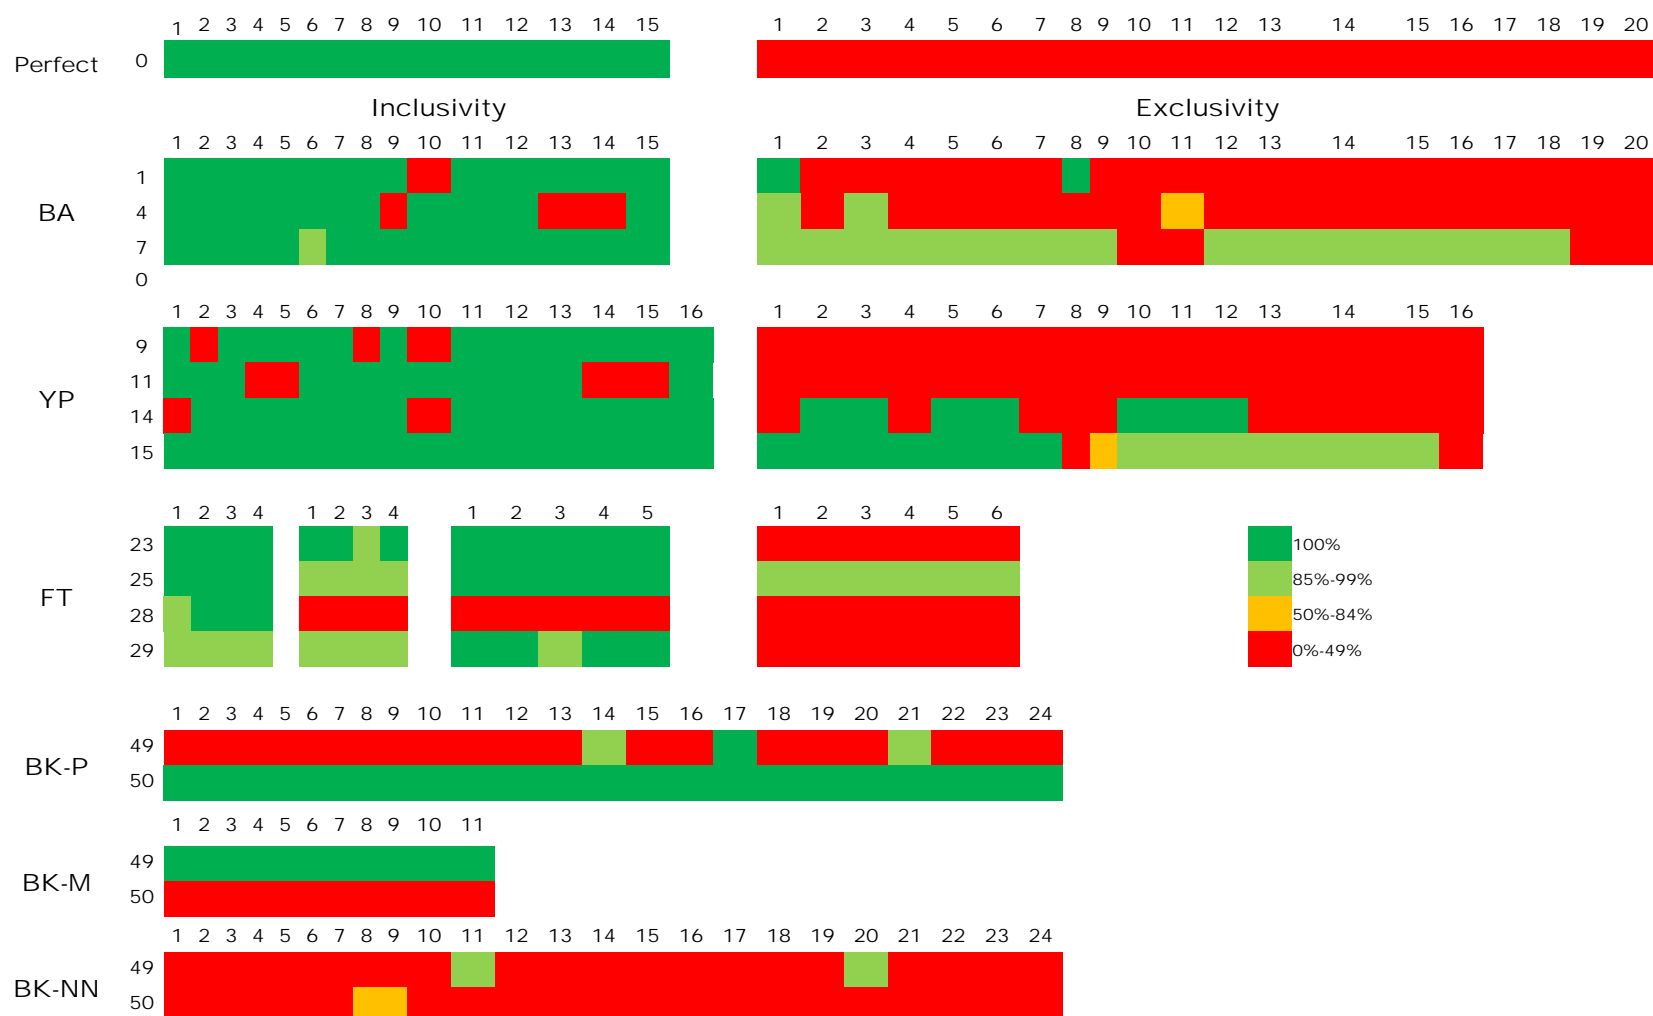 1 2 3 4 5 6 7 8 9 10 11 12 13 14 15 1 2 3 4 5 6 7 8 9 10 11 12 13 14 15 16 17 18 19 20
Perfect 0
Inclusivity Exclusivity
1 2 3 4 5 6 7 8 9 10 11 12 13 14 15 1 2 3 4 5 6 7 8 9 10 11 12 13 14 15 16 17 18 19 20
1
BA 4
7
0
1 2 3 4 5 6 7 8 9 10 11 12 13 14 15 16 1 2 3 4 5 6 7 8 9 10 11 12 13 14 15 16
9
11
YP
14
15
1 2 3 4 1 2 3 4 1 2 3 4 5 1 2 3 4 5 6
23 100%
25 85%-99%
FT
28 50%-84%
29 0%-49%
1 2 3 4 5 6 7 8 9 10 11 12 13 14 15 16 17 18 19 20 21 22 23 24
49
BK-P
50
1 2 3 4 5 6 7 8 9 10 11
49
BK-M
50
1 2 3 4 5 6 7 8 9 10 11 12 13 14 15 16 17 18 19 20 21 22 23 24
49
BK-NN
50